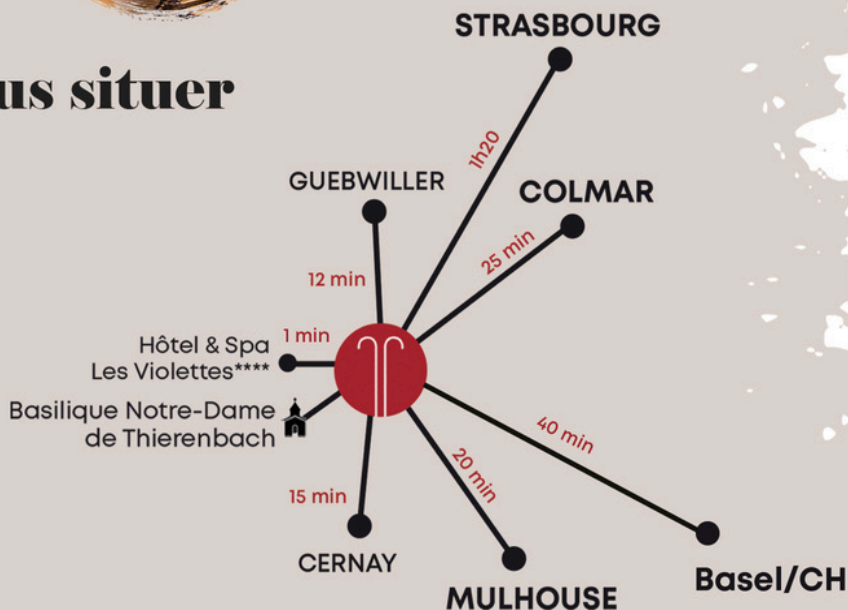 STRASBOURG
us situer
1h20
GUEBWILLER
COLMAR
25 min
12 min
1 min
Hôtel & Spa
Les Violettes****
Basilique Notre-Dame
de Thierenbach
40 min
20 min
15 min
CERNAY
Basel/CH
MULHOUSE